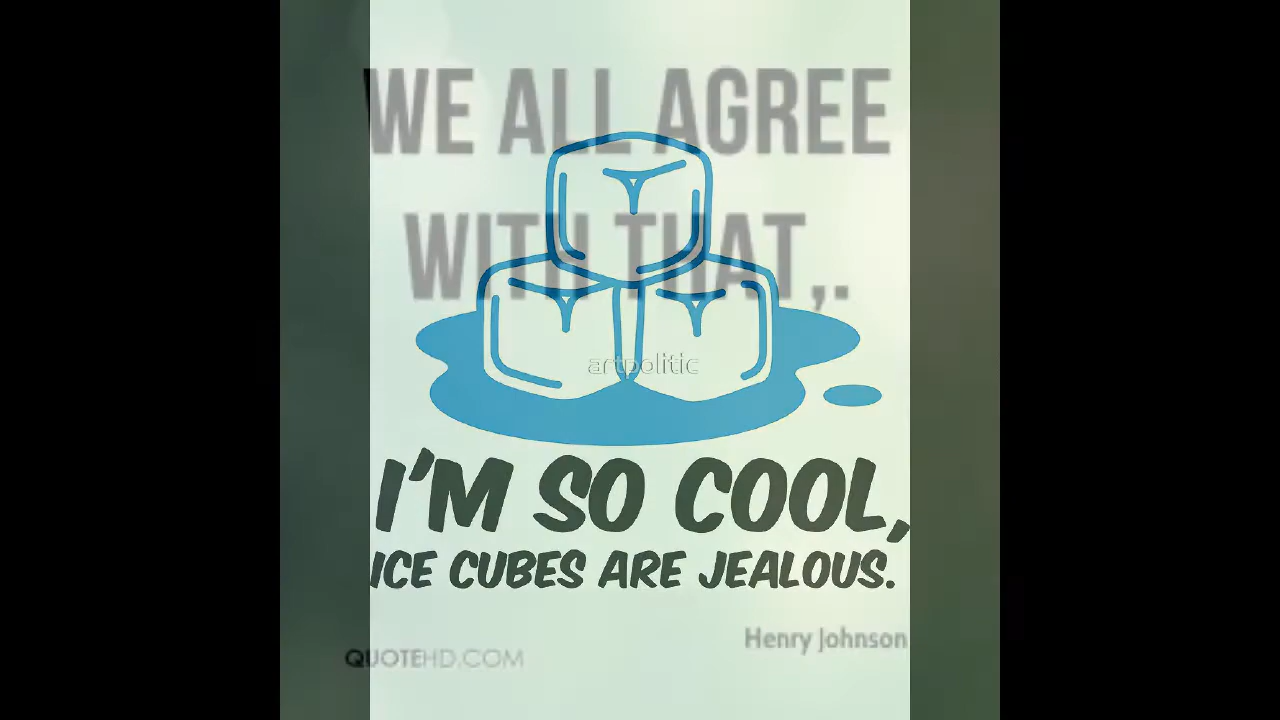 WE ALL AGREE
WITH THAT,.
artpolitic
I'M SO COOL,
ICE CUBES ARE JEALOUS.
Henry Johnson
QUOTEHD.COM